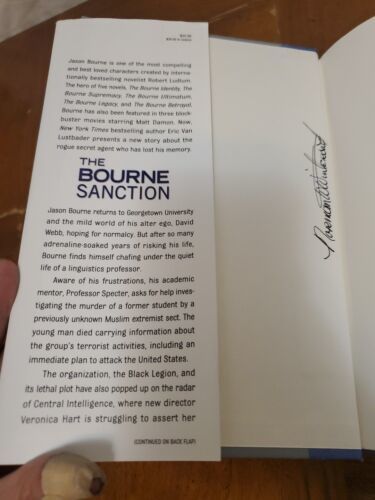 Jason Bourne is one of the most compelling
and best loved characters created by interna-
tionally bestselling novelist Robert Ludlum.
The hero of five novels, The Bourne Identity, The
Bourne Supremacy, The Bourne Ultimatum,
The Bourne Legacy, and The Bourne Betrayal,
Bourne has also been featured in three block-
buster movies starring Matt Damon. Now,
New York Times bestselling author Eric Van
Lustbader presents a new story about the
rogue secret agent who has lost his memory.
THE
BOURNE
SANCTION
Jason Bourne returns to Georgetown University
and the mild world of his alter ego, David
Webb, hoping for normalcy. But after so many
adrenaline-soaked years of risking his life,
Bourne finds himself chafing under the quiet
life of a linguistics professor.
Aware of his frustrations, his academic
mentor, Professor Specter, asks for help inves-
tigating the murder of a former student by a
previously unknown Muslim extremist sect. The
young man died carrying information about
the group's terrorist activities, including an
immediate plan to attack the United States.
The organization, the Black Legion, and
its lethal plot have also popped up on the radar
of Central Intelligence, where new director
Veronica Hart is struggling to assert her
(CONTINUED ON BACK FLAP)